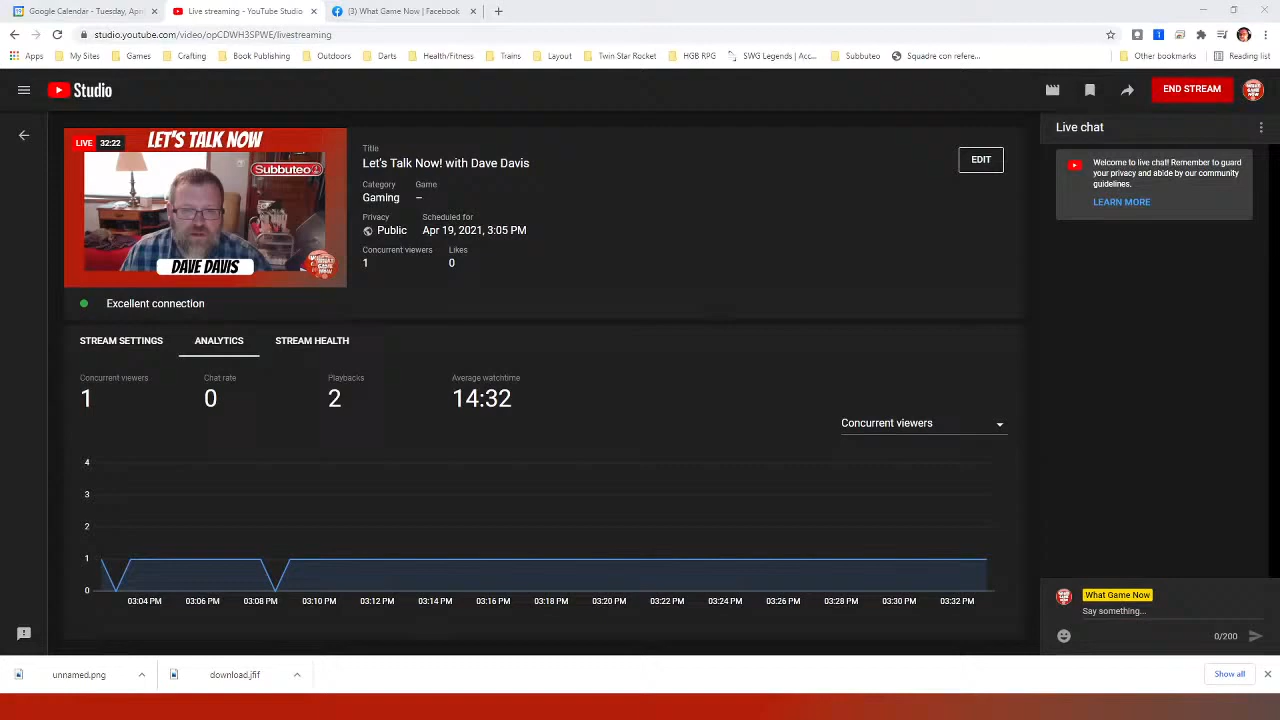 Google Calendar - Tuesday, Apri
Live streaming - YouTube Studio
(3) What Game Now | Facebook
studio.youtube.com/video/opCDWH3SPWE/livestreaming
Apps
My Sites
Games
Crafting
Book Publishing
Outdoors
Darts
Health/Fitness
Trains
Layout
Twin Star Rocket
HGB RPG
SWG Legends | Acc...
Subbuteo
Squadre con refere...
Other bookmarks
Reading list
Studio
END STREAM
LIVE 32:22
LET'S TALK NOW
Subbuteo
DAVE DAVIS
Title
Let's Talk Now! with Dave Davis
Category
Game
Gaming
–
Privacy
Scheduled for
Public
Apr 19, 2021, 3:05 PM
Concurrent viewers
Likes
1
0
EDIT
Excellent connection
Live chat
Welcome to live chat! Remember to guard
your privacy and abide by our community
guidelines.
LEARN MORE
STREAM SETTINGS
ANALYTICS
STREAM HEALTH
Concurrent viewers
Chat rate
Playbacks
Average watchtime
1
0
2
14:32
Concurrent viewers
4
3
2
1
0
03:04 PM
03:06 PM
03:08 PM
03:10 PM
03:12 PM
03:14 PM
03:16 PM
03:18 PM
03:20 PM
03:22 PM
03:24 PM
03:26 PM
03:28 PM
03:30 PM
03:32 PM
What Game Now
Say something...
0/200
unnamed.png
download.jfif
Show all